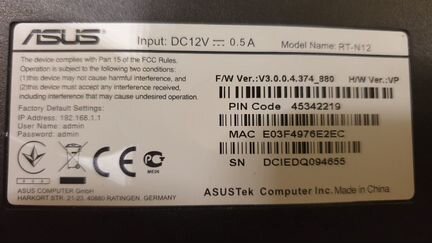 ASUS Input: DC12V 0.5A Model Name: RT-N12
The device complies with Part 15 of the FCC Rules.
Operation is subject to the following two conditions:
(1)this device may not cause harmful interference, and
(2)this device must accept any interference received,
including interference that may cause undesired operation.
Factory Default Settings:
IP Address: 192.168.1.1
User name: admin
Password: admin
F/W Ver.:V3.0.0.4.374_880 H/W Ver.:VP
PIN Code 45342219
MAC E03F4976E2EC
SN DCIEDQ094655
CE
ASUS COMPUTER GmbH
HARKORT STR. 21-23, 40880 RATINGEN, GERMANY
ASUSTek Computer Inc. Made in China